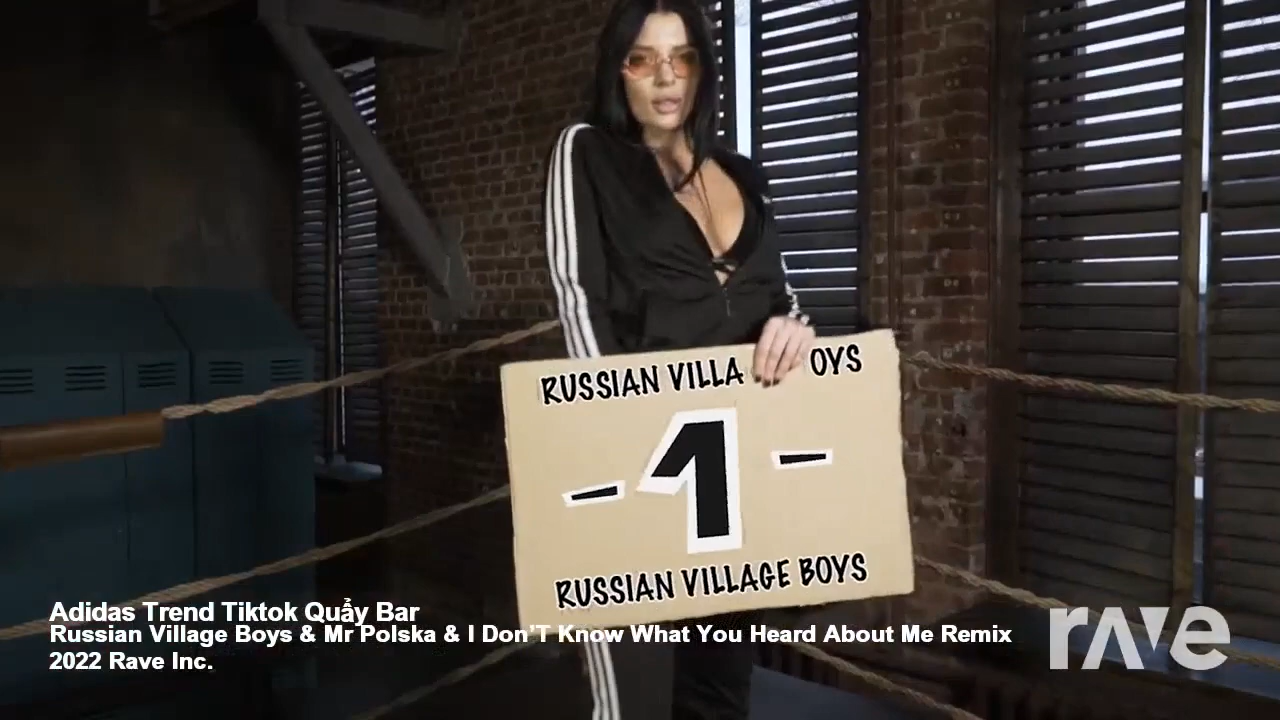 RUSSIAN VILLA OYS
- 1 -
RUSSIAN VILLAGE BOYS
Adidas Trend Tiktok Quẩy Bar
Russian Village Boys & Mr Polska & I Don'T Know What You Heard About Me Remix
2022 Rave Inc.
rave